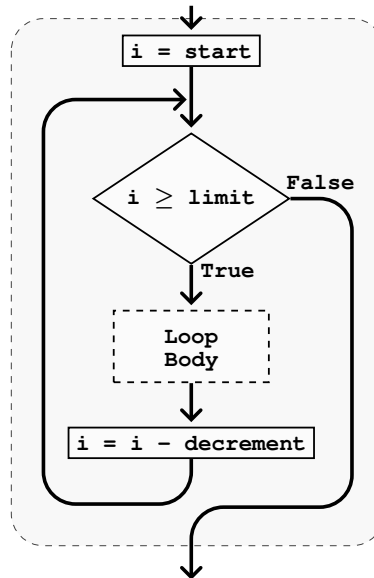 i = start
i ≥ limit
False
True
Loop
Body
i = i − decrement